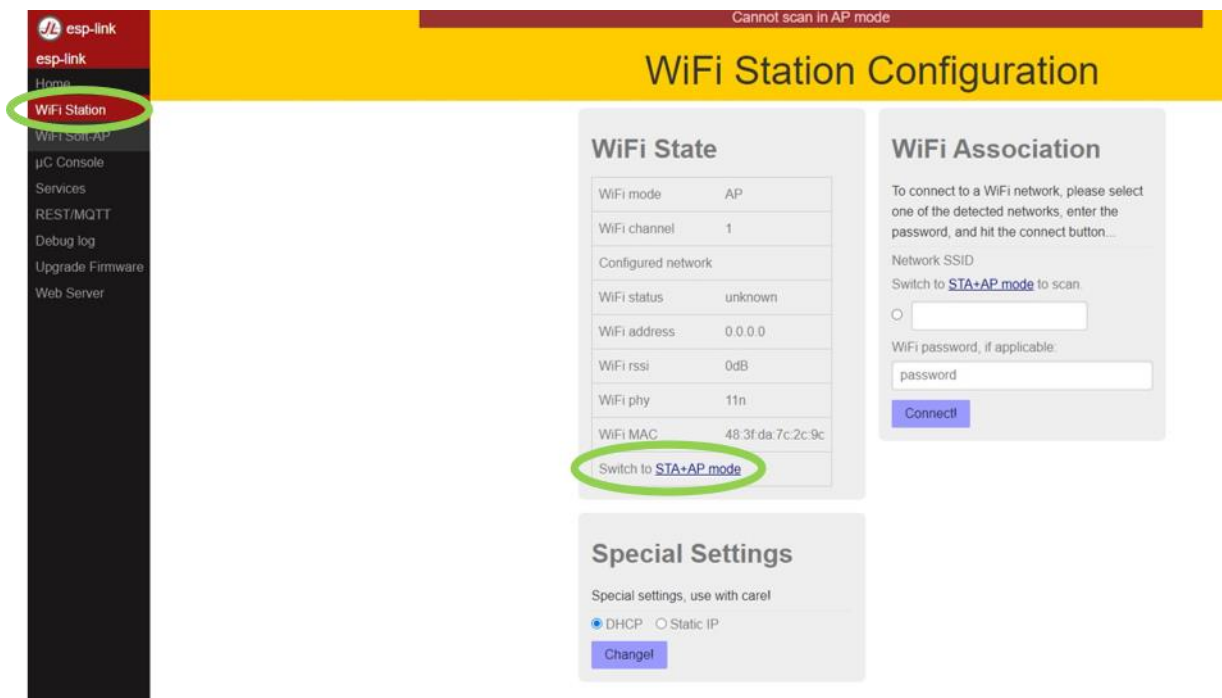 Cannot scan in AP mode
esp-link
esp-link
Home
WiFi Station
WiFi Soft-AP
µC Console
Services
REST/MQTT
Debug log
Upgrade Firmware
Web Server
WiFi Station Configuration
WiFi State
WiFi mode AP
WiFi channel 1
Configured network
WiFi status unknown
WiFi address 0.0.0.0
WiFi rssi 0dB
WiFi phy 11n
WiFi MAC 48:3f:da:7c:2c:9c
Switch to STA+AP mode
WiFi Association
To connect to a WiFi network, please select
one of the detected networks, enter the
password, and hit the connect button...
Network SSID
Switch to STA+AP mode to scan.
WiFi password, if applicable:
password
Connect!
Special Settings
Special settings, use with care!
DHCP Static IP
Change!